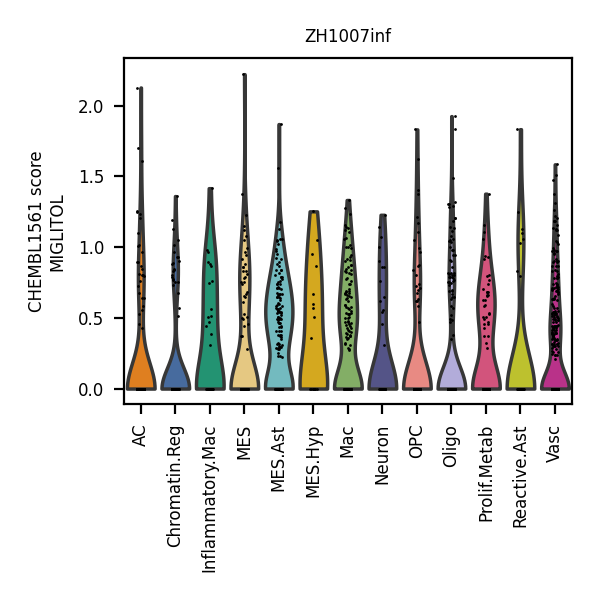 ZH1007inf
CHEMBL1561 score
MIGLITOL
2.0
1.5
1.0
0.5
0.0
AC
Chromatin.Reg
Inflammatory.Mac
MES
MES.Ast
MES.Hyp
Mac
Neuron
OPC
Oligo
Prolif.Metab
Reactive.Ast
Vasc